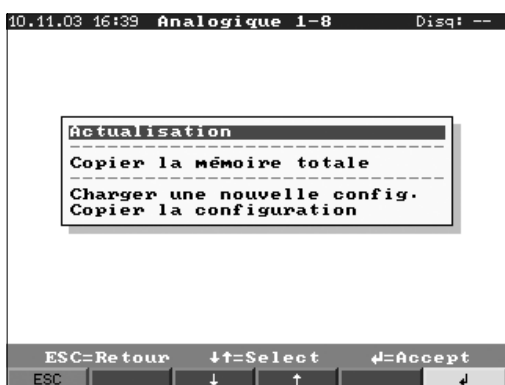 10.11.03 16:39 Analogique 1-8 Disq: --
Actualisation
Copier la mémoire totale
Charger une nouvelle config.
Copier la configuration
ESC=Retour ↓↑=Select ↵=Accept
ESC ↓ ↑ ↵